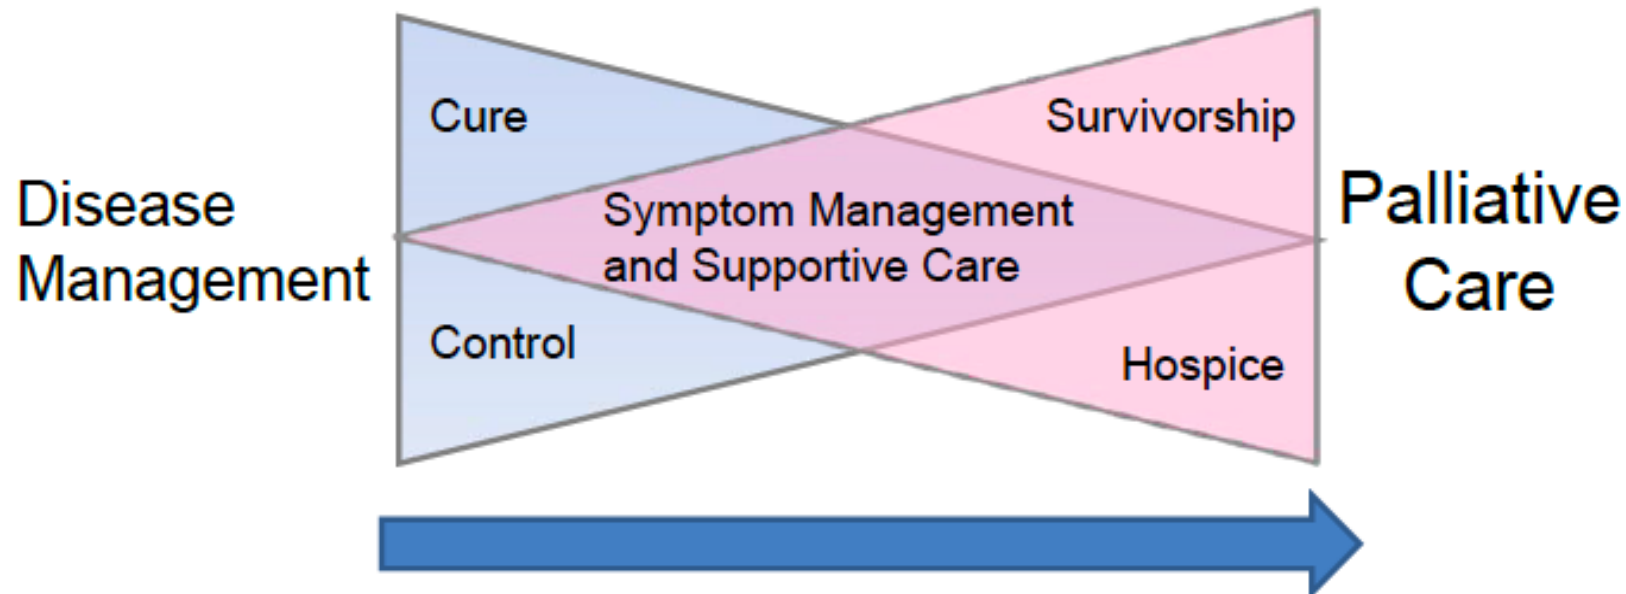 Disease
Management
Cure
Control
Symptom Management
and Supportive Care
Survivorship
Hospice
Palliative
Care